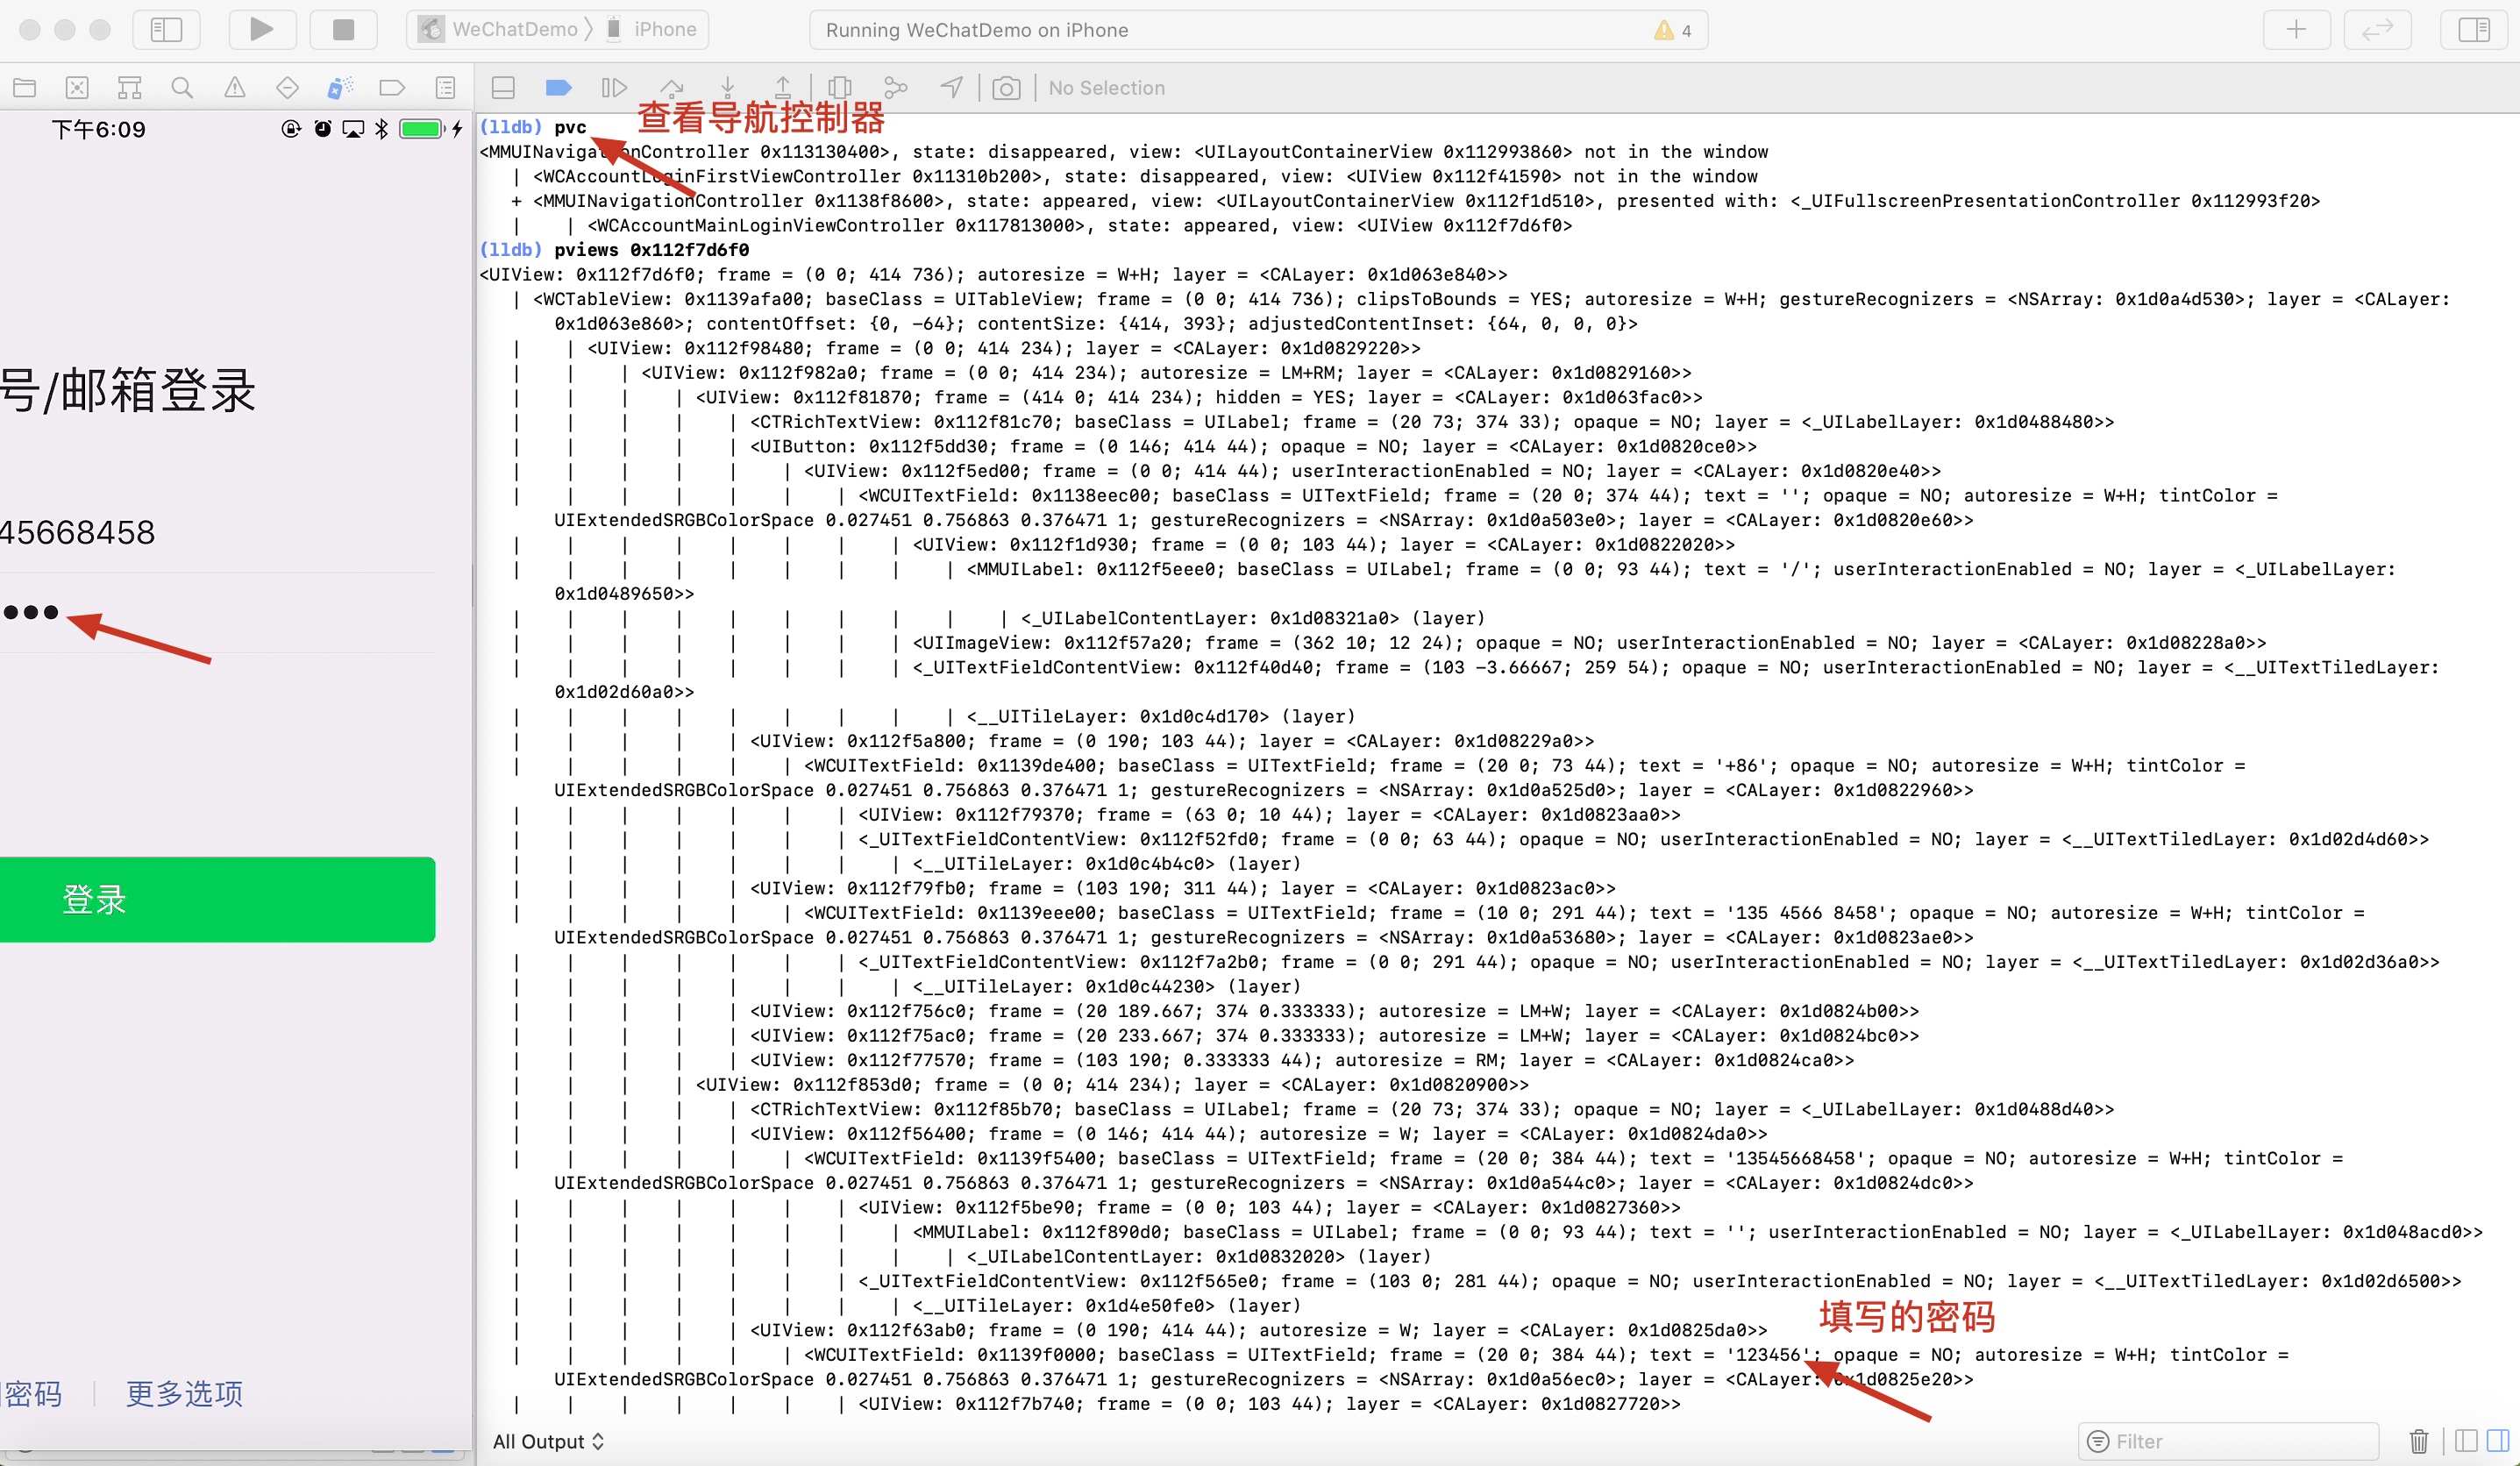 WeChatDemo 〉 iPhone
Running WeChatDemo on iPhone
4
No Selection
下午6:09
号/邮箱登录
45668458
●●●
登录
密码
更多选项
查看导航控制器
(lldb) pvc
<MMUINavigationController 0x113130400>, state: disappeared, view: <UILayoutContainerView 0x112993860> not in the window
| <WCAccountLoginFirstViewController 0x11310b200>, state: disappeared, view: <UIView 0x112f41590> not in the window
+ <MMUINavigationController 0x1138f8600>, state: appeared, view: <UILayoutContainerView 0x112f1d510>, presented with: <_UIFullscreenPresentationController 0x112993f20>
| | <WCAccountMainLoginViewController 0x117813000>, state: appeared, view: <UIView 0x112f7d6f0>
(lldb) pviews 0x112f7d6f0
<UIView: 0x112f7d6f0; frame = (0 0; 414 736); autoresize = W+H; layer = <CALayer: 0x1d063e840>>
| <WCTableView: 0x1139afa00; baseClass = UITableView; frame = (0 0; 414 736); clipsToBounds = YES; autoresize = W+H; gestureRecognizers = <NSArray: 0x1d0a4d530>; layer = <CALayer:
0x1d063e860>; contentOffset: {0, -64}; contentSize: {414, 393}; adjustedContentInset: {64, 0, 0, 0}>
| | <UIView: 0x112f98480; frame = (0 0; 414 234); layer = <CALayer: 0x1d0829220>>
| | | <UIView: 0x112f982a0; frame = (0 0; 414 234); autoresize = LM+RM; layer = <CALayer: 0x1d0829160>>
| | | | <UIView: 0x112f81870; frame = (414 0; 414 234); hidden = YES; layer = <CALayer: 0x1d063fac0>>
| | | | | <CTRichTextView: 0x112f81c70; baseClass = UILabel; frame = (20 73; 374 33); opaque = NO; layer = <_UILabelLayer: 0x1d0488480>>
| | | | | <UIButton: 0x112f5dd30; frame = (0 146; 414 44); opaque = NO; layer = <CALayer: 0x1d0820ce0>>
| | | | | | <UIView: 0x112f5ed00; frame = (0 0; 414 44); userInteractionEnabled = NO; layer = <CALayer: 0x1d0820e40>>
| | | | | | | <WCUITextField: 0x1138eec00; baseClass = UITextField; frame = (20 0; 374 44); text = ''; opaque = NO; autoresize = W+H; tintColor =
UIExtendedSRGBColorSpace 0.027451 0.756863 0.376471 1; gestureRecognizers = <NSArray: 0x1d0a503e0>; layer = <CALayer: 0x1d0820e60>>
| | | | | | | | <UIView: 0x112f1d930; frame = (0 0; 103 44); layer = <CALayer: 0x1d0822020>>
| | | | | | | | | <MMUILabel: 0x112f5eee0; baseClass = UILabel; frame = (0 0; 93 44); text = '/'; userInteractionEnabled = NO; layer = <_UILabelLayer:
0x1d0489650>>
| | | | | | | | | | <_UILabelContentLayer: 0x1d08321a0> (layer)
| | | | | | | | <UIImageView: 0x112f57a20; frame = (362 10; 12 24); opaque = NO; userInteractionEnabled = NO; layer = <CALayer: 0x1d08228a0>>
| | | | | | | | <_UITextFieldContentView: 0x112f40d40; frame = (103 -3.66667; 259 54); opaque = NO; userInteractionEnabled = NO; layer = <__UITextTiledLayer:
0x1d02d60a0>>
| | | | | | | | | <__UITileLayer: 0x1d0c4d170> (layer)
| | | | | <UIView: 0x112f5a800; frame = (0 190; 103 44); layer = <CALayer: 0x1d08229a0>>
| | | | | | <WCUITextField: 0x1139de400; baseClass = UITextField; frame = (20 0; 73 44); text = '+86'; opaque = NO; autoresize = W+H; tintColor =
UIExtendedSRGBColorSpace 0.027451 0.756863 0.376471 1; gestureRecognizers = <NSArray: 0x1d0a525d0>; layer = <CALayer: 0x1d0822960>>
| | | | | | | <UIView: 0x112f79370; frame = (63 0; 10 44); layer = <CALayer: 0x1d0823aa0>>
| | | | | | | <_UITextFieldContentView: 0x112f52fd0; frame = (0 0; 63 44); opaque = NO; userInteractionEnabled = NO; layer = <__UITextTiledLayer: 0x1d02d4d60>>
| | | | | | | | <__UITileLayer: 0x1d0c4b4c0> (layer)
| | | | | <UIView: 0x112f79fb0; frame = (103 190; 311 44); layer = <CALayer: 0x1d0823ac0>>
| | | | | | <WCUITextField: 0x1139eee00; baseClass = UITextField; frame = (10 0; 291 44); text = '135 4566 8458'; opaque = NO; autoresize = W+H; tintColor =
UIExtendedSRGBColorSpace 0.027451 0.756863 0.376471 1; gestureRecognizers = <NSArray: 0x1d0a53680>; layer = <CALayer: 0x1d0823ae0>>
| | | | | | | <_UITextFieldContentView: 0x112f7a2b0; frame = (0 0; 291 44); opaque = NO; userInteractionEnabled = NO; layer = <__UITextTiledLayer: 0x1d02d36a0>>
| | | | | | | | <__UITileLayer: 0x1d0c44230> (layer)
| | | | | <UIView: 0x112f756c0; frame = (20 189.667; 374 0.333333); autoresize = LM+W; layer = <CALayer: 0x1d0824b00>>
| | | | | <UIView: 0x112f75ac0; frame = (20 233.667; 374 0.333333); autoresize = LM+W; layer = <CALayer: 0x1d0824bc0>>
| | | | | <UIView: 0x112f77570; frame = (103 190; 0.333333 44); autoresize = RM; layer = <CALayer: 0x1d0824ca0>>
| | | | <UIView: 0x112f853d0; frame = (0 0; 414 234); layer = <CALayer: 0x1d0820900>>
| | | | | <CTRichTextView: 0x112f85b70; baseClass = UILabel; frame = (20 73; 374 33); opaque = NO; layer = <_UILabelLayer: 0x1d0488d40>>
| | | | | <UIView: 0x112f56400; frame = (0 146; 414 44); autoresize = W; layer = <CALayer: 0x1d0824da0>>
| | | | | | <WCUITextField: 0x1139f5400; baseClass = UITextField; frame = (20 0; 384 44); text = '13545668458'; opaque = NO; autoresize = W+H; tintColor =
UIExtendedSRGBColorSpace 0.027451 0.756863 0.376471 1; gestureRecognizers = <NSArray: 0x1d0a544c0>; layer = <CALayer: 0x1d0824dc0>>
| | | | | | | <UIView: 0x112f5be90; frame = (0 0; 103 44); layer = <CALayer: 0x1d0827360>>
| | | | | | | | <MMUILabel: 0x112f890d0; baseClass = UILabel; frame = (0 0; 93 44); text = ''; userInteractionEnabled = NO; layer = <_UILabelLayer: 0x1d048acd0>>
| | | | | | | | | <_UILabelContentLayer: 0x1d0832020> (layer)
| | | | | | | <_UITextFieldContentView: 0x112f565e0; frame = (103 0; 281 44); opaque = NO; userInteractionEnabled = NO; layer = <__UITextTiledLayer: 0x1d02d6500>>
| | | | | | | | <__UITileLayer: 0x1d4e50fe0> (layer)
填写的密码
| | | | | <UIView: 0x112f63ab0; frame = (0 190; 414 44); autoresize = W; layer = <CALayer: 0x1d0825da0>>
| | | | | | <WCUITextField: 0x1139f0000; baseClass = UITextField; frame = (20 0; 384 44); text = '123456'; opaque = NO; autoresize = W+H; tintColor =
UIExtendedSRGBColorSpace 0.027451 0.756863 0.376471 1; gestureRecognizers = <NSArray: 0x1d0a56ec0>; layer = <CALayer: 0x1d0825e20>>
| | | | | | | <UIView: 0x112f7b740; frame = (0 0; 103 44); layer = <CALayer: 0x1d0827720>>
All Output
Filter